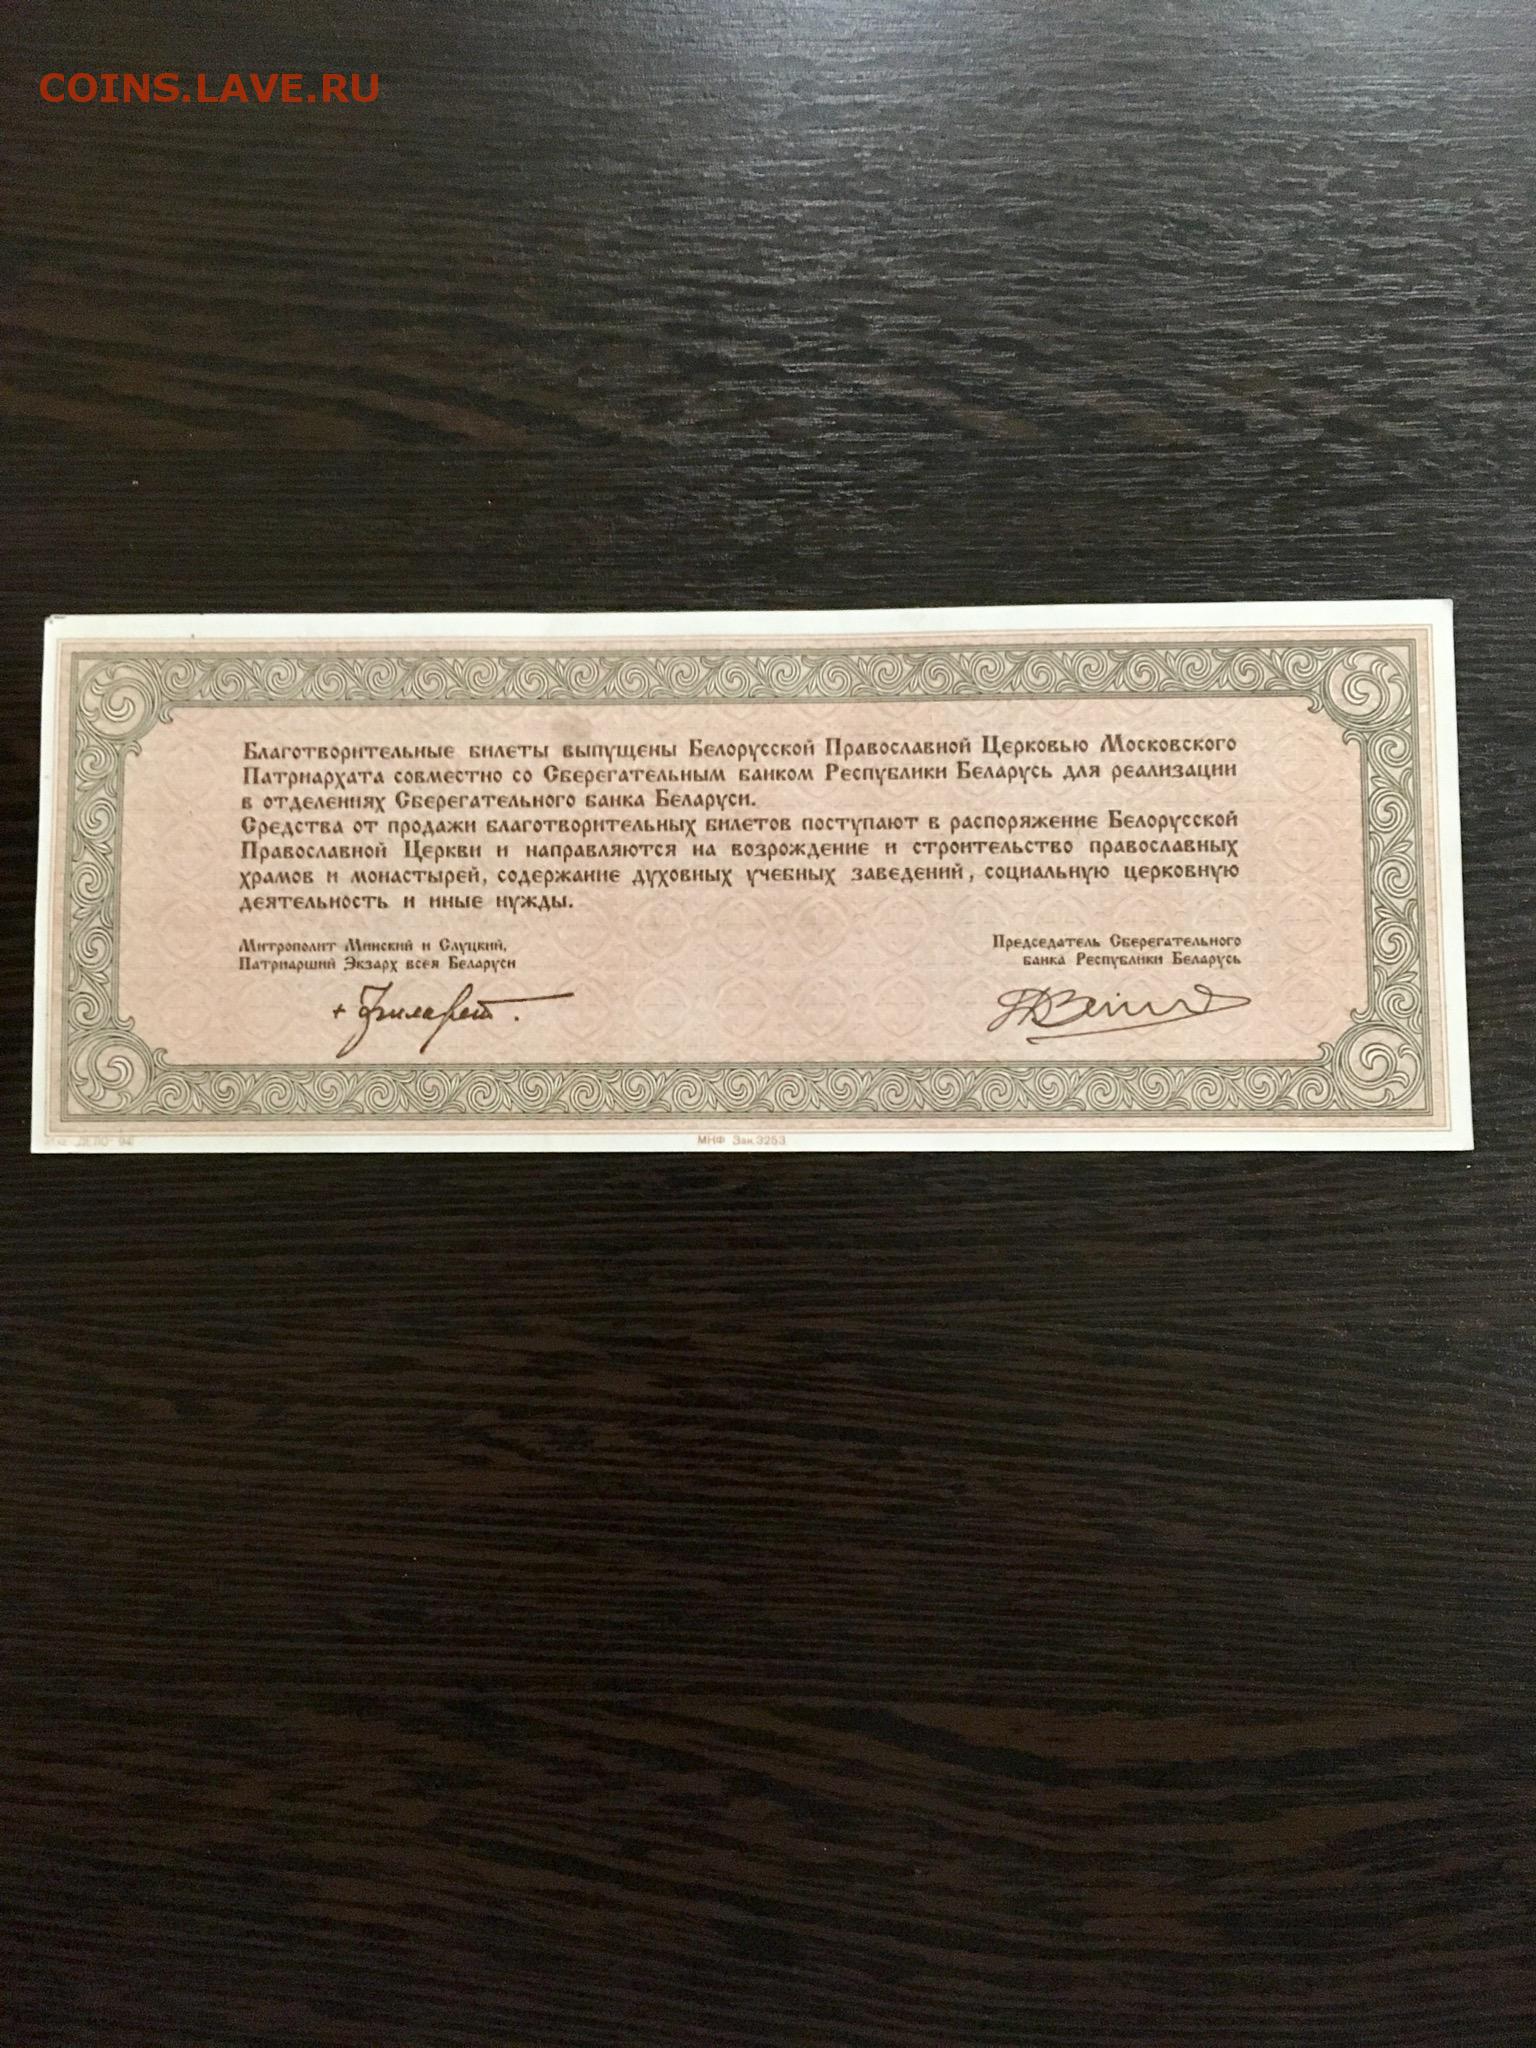 COINS.LAVE.RU
Благотворительные билеты выпущены Белорусской Православной Церковью Московского
Патриархата совместно со Сберегательным банком Республики Беларусь для реализации
в отделениях Сберегательного банка Беларуси.
Средства от продажи благотворительных билетов поступают в распоряжение Белорусской
Православной Церкви и направляются на возрождение и строительство православных
храмов и монастырей, содержание духовных учебных заведений, социальную церковную
деятельность и иные нужды.
Митрополит Минский и Слуцкий,
Патриарший Экзарх всея Беларуси
Председатель Сберегательного
банка Республики Беларусь
+ Филарет.
"ДЕПО" 94г
МНФ Зак.3253